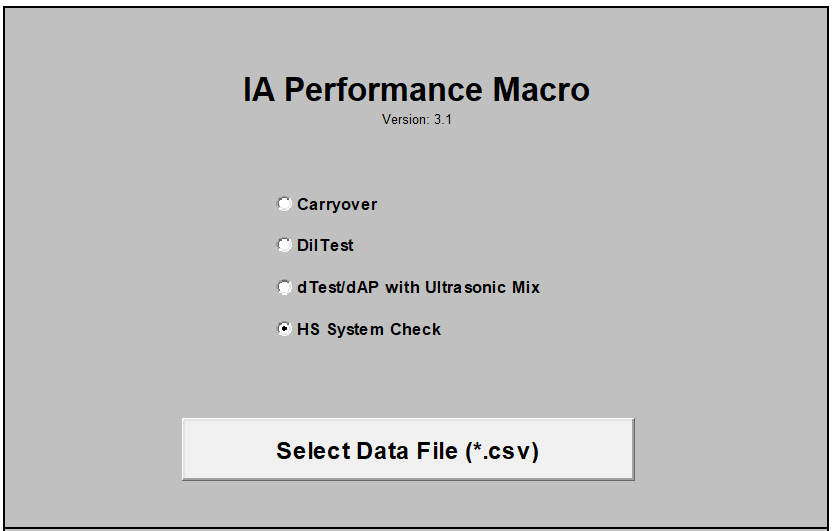 IA Performance Macro
Version: 3.1
Carryover
DilTest
dTest/dAP with Ultrasonic Mix
HS System Check
Select Data File (*.csv)